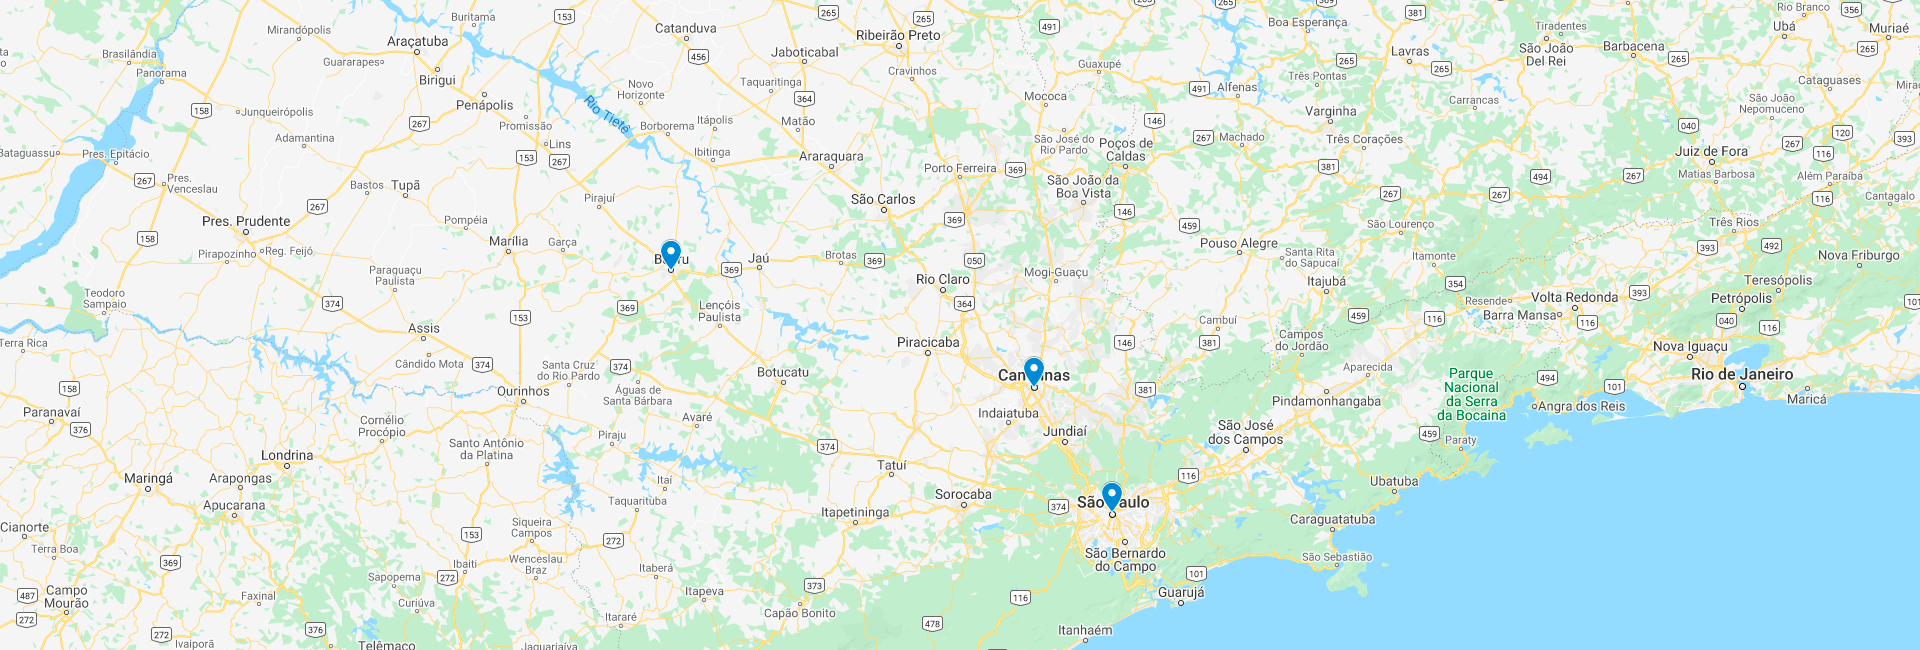 Buritama
153
265
265
491
265
Boa Esperança
369
381
Rio Branco
356
Muriaé
Ubá
Tiradentes
Mirandópolis
Araçatuba
Catanduva
Ribeirão Preto
Jaboticabal
456
Brasilândia
Guararapes
Panorama
Birigui
Penápolis
Novo
Horizonte
Taquaritinga
Cravinhos
Guaxupé
265
Lavras
265
São João
Del Rei
Barbacena
265
265
Três Pontas
Cataguases
491
Alfenas
Varginha
Carrancas
São João
Nepomuceno
158
Junqueirópolis
267
Rio Tietê
364
Matão
Mococa
146
Promissão
Borborema
Itápolis
Adamantina
Lins
153
267
Ibitinga
Araraquara
São José do
Rio Pardo
Poços de
Caldas
267
Machado
Três Corações
381
040
267
120
393
116
Juiz de Fora
Matias Barbosa
Bataguassu
Pres. Epitácio
267
Pres.
Venceslau
Bastos
Tupã
Pirajuí
Porto Ferreira
369
São João da
Boa Vista
494
267
267
267
Além Paraíba
116
Cantagalo
Pres. Prudente
267
Pompéia
São Carlos
369
146
459
São Lourenço
Três Rios
158
Pirapozinho
Reg. Feijó
Marília
Garça
Jaú
369
Brotas
369
050
Pouso Alegre
Santa Rita
do Sapucaí
Itamonte
393
492
Nova Friburgo
Paraguaçu
Paulista
Rio Claro
Mogi-Guaçu
Itajubá
354
Teresópolis
Teodoro
Sampaio
374
153
369
Lençóis
Paulista
364
Resende
Volta Redonda
393
Petrópolis
101
Barra Mansa
116
040
116
Assis
Cambuí
459
116
Terra Rica
Cândido Mota
374
Santa Cruz
do Rio Pardo
374
Piracicaba
146
381
Campos
do Jordão
Nova Iguaçu
158
Ourinhos
Águas de
Santa Bárbara
Botucatu
Campinas
381
Aparecida
Parque
Nacional
da Serra
da Bocaina
494
101
Rio de Janeiro
Paranavaí
376
Cornélio
Procópio
Avaré
Indaiatuba
Pindamonhangaba
Angra dos Reis
Maricá
Santo Antônio
da Platina
Piraju
374
Jundiaí
São José
dos Campos
459
Paraty
Londrina
Maringá
Arapongas
Itaí
Tatuí
116
Ubatuba
Apucarana
Taquarituba
Sorocaba
374
São Paulo
Cianorte
Terra Boa
Siqueira
Campos
153
272
Itapetininga
Caraguatatuba
369
Ibaiti
Wenceslau
Braz
São Bernardo
do Campo
São Sebastião
Sapopema
272
Itaberá
373
101
487
Campo
Mourão
272
Faxinal
Curiúva
Itapeva
Capão Bonito
116
Guarujá
Itararé
272
376
478
Itanhaém
Ivaiporã
Telêmaco
Jaguariaíva